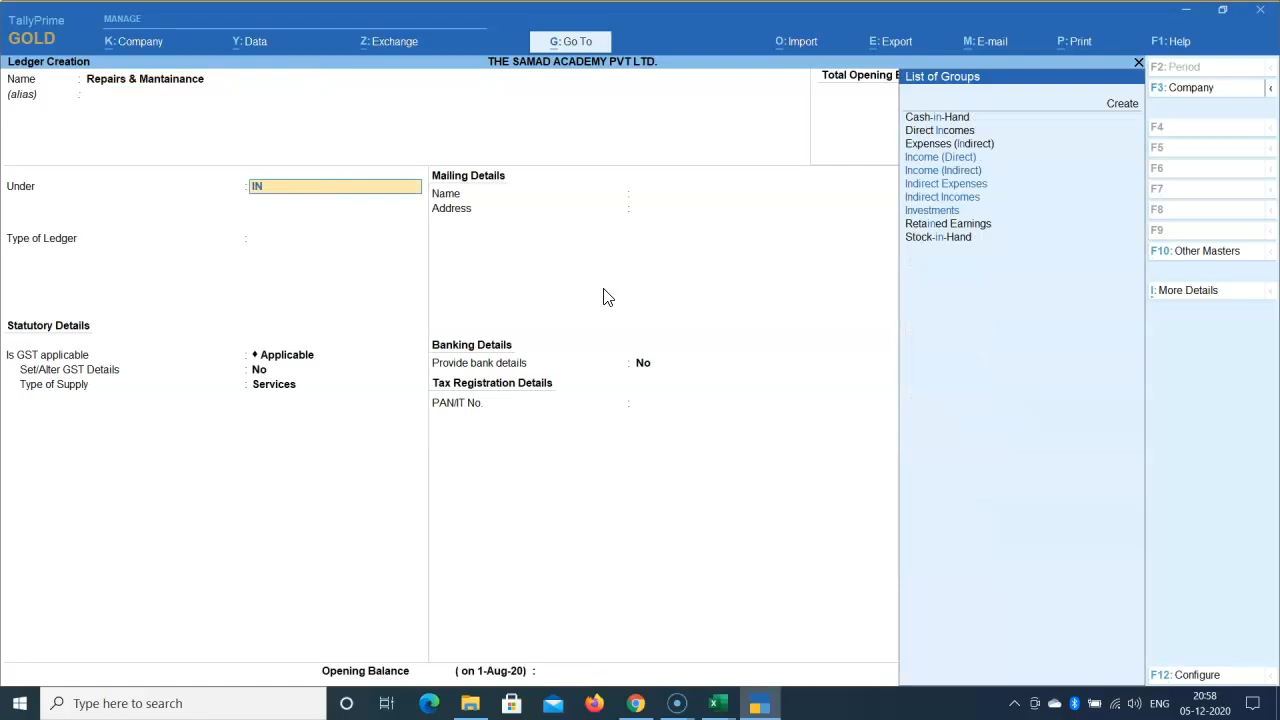 TallyPrime
GOLD
MANAGE
K: Company
Y: Data
Z: Exchange
G: Go To
O: Import
E: Export
M: E-mail
P: Print
F1: Help
Ledger Creation
THE SAMAD ACADEMY PVT LTD.
Name : Repairs & Mantainance
(alias) :
Total Opening
Under : IN
Type of Ledger :
Statutory Details
Is GST applicable : ♦ Applicable
Set/Alter GST Details : No
Type of Supply : Services
Mailing Details
Name :
Address :
Banking Details
Provide bank details : No
Tax Registration Details
PAN/IT No. :
Opening Balance ( on 1-Aug-20) :
List of Groups
Create
Cash-in-Hand
Direct Incomes
Expenses (Indirect)
Income (Direct)
Income (Indirect)
Indirect Expenses
Indirect Incomes
Investments
Retained Earnings
Stock-in-Hand
F2: Period
F3: Company
F4
F5
F6
F7
F8
F9
F10: Other Masters
I: More Details
F12: Configure
Type here to search
ENG
20:58
05-12-2020